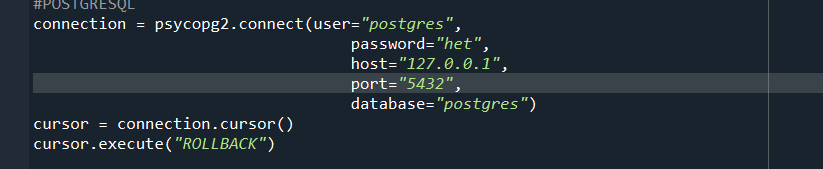 #POSTGRESQL
connection = psycopg2.connect(user="postgres",
password="het",
host="127.0.0.1",
port="5432",
database="postgres")
cursor = connection.cursor()
cursor.execute("ROLLBACK")